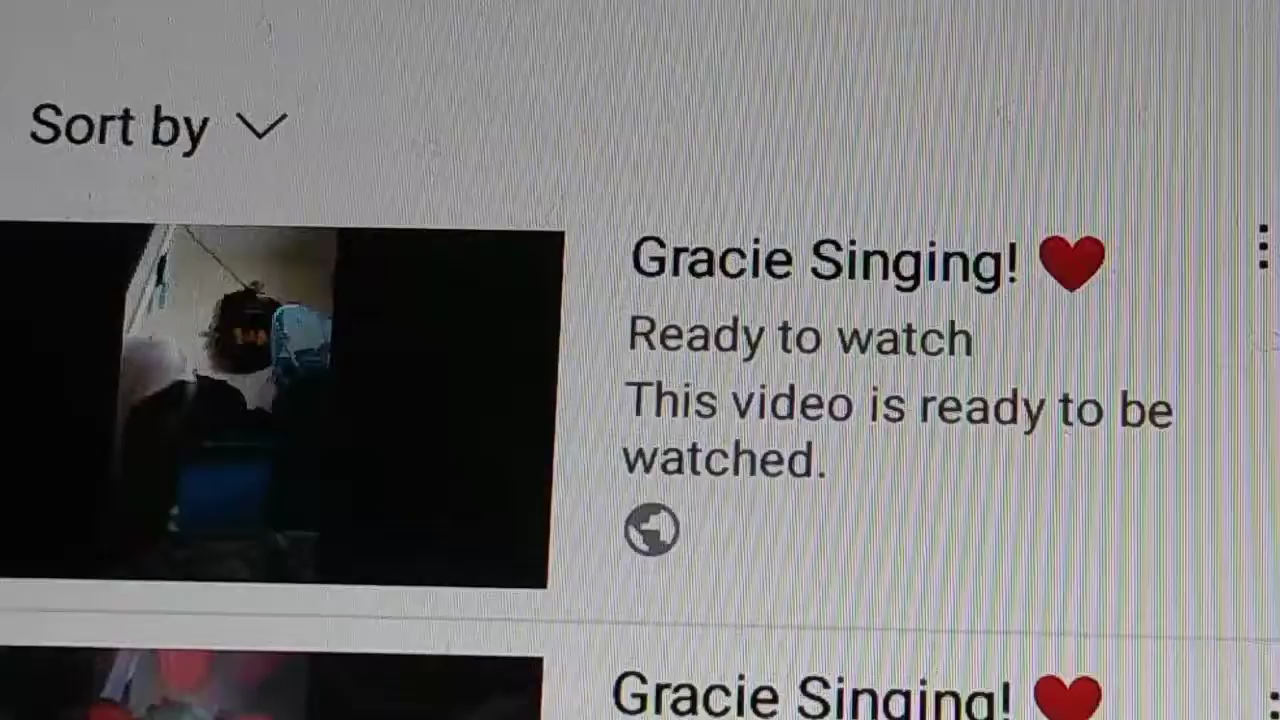 Sort by
Gracie Singing! ❤️
Ready to watch
This video is ready to be
watched.
Gracie Singing! ❤️